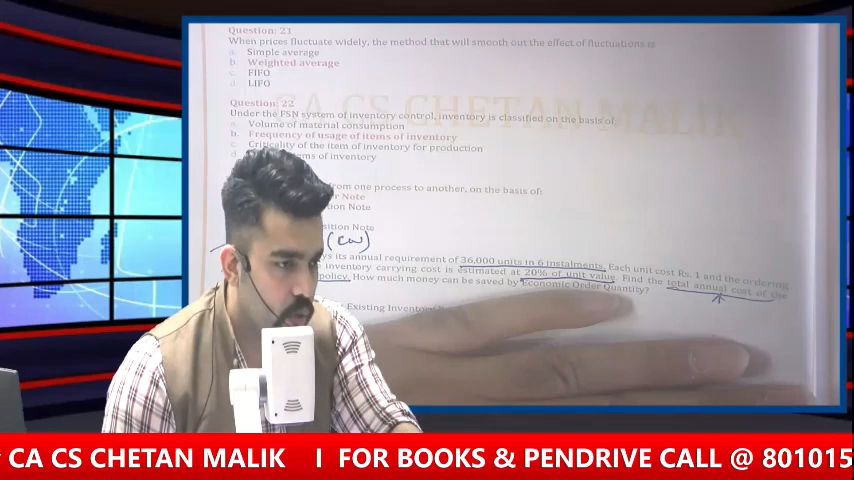 Question: 21
When prices fluctuate widely, the method that will smooth out the effect of fluctuations is
a. Simple average
b Weighted average
c. FIFO
d. LIFO
CA CS CHETAN MALIK
Question: 22
Under the FSN system of inventory control, inventory is classified on the basis of
a. Volume of material consumption
b. Frequency of usage of items of inventory
c Criticality of the item of inventory for production
d items of inventory
from one process to another, on the basis of:
Note
Note
Note
ys its annual requirement of 36,000 units in 6 instalments. Each unit cost Rs. 1 and the ordering
inventory carrying cost is estimated at 20% of unit value. Find the total annual cost of the
policy. How much money can be saved by Economic Order Quantity?
Existing
CA CS CHETAN MALIK I FOR BOOKS & PENDRIVE CALL @ 801015